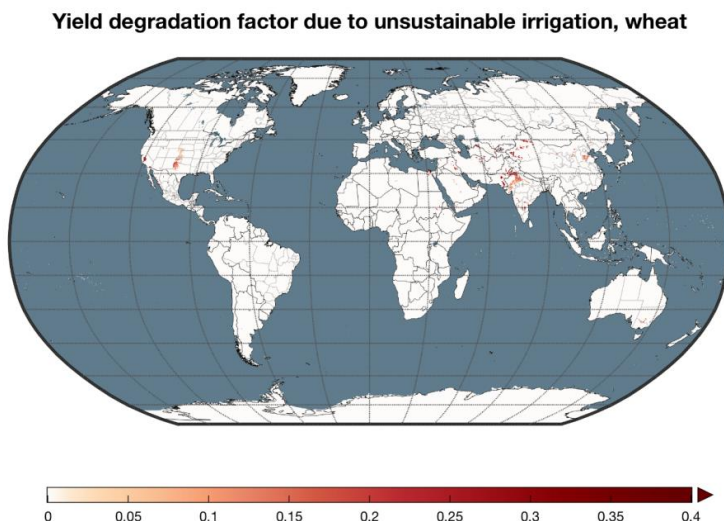 Yield degradation factor due to unsustainable irrigation, wheat
0 0.05 0.1 0.15 0.2 0.25 0.3 0.35 0.4